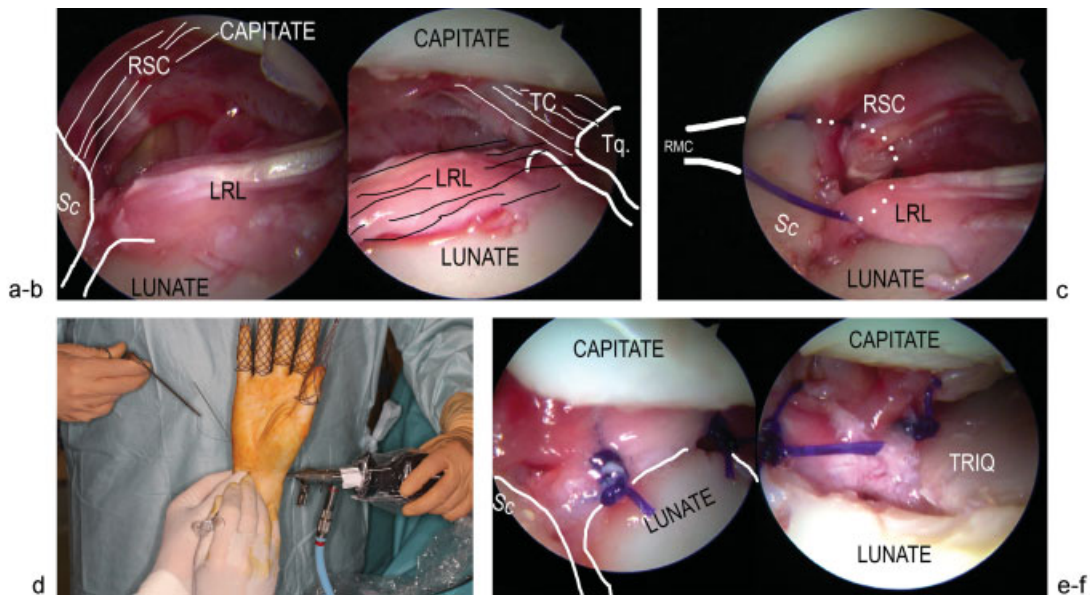 CAPITATE
RSC
LRL
Sc
LUNATE
CAPITATE
TC
Tq.
LRL
LUNATE
a-b
RSC
RMC
LRL
Sc
LUNATE
c
d
CAPITATE
Sc
LUNATE
CAPITATE
TRIQ
LUNATE
e-f